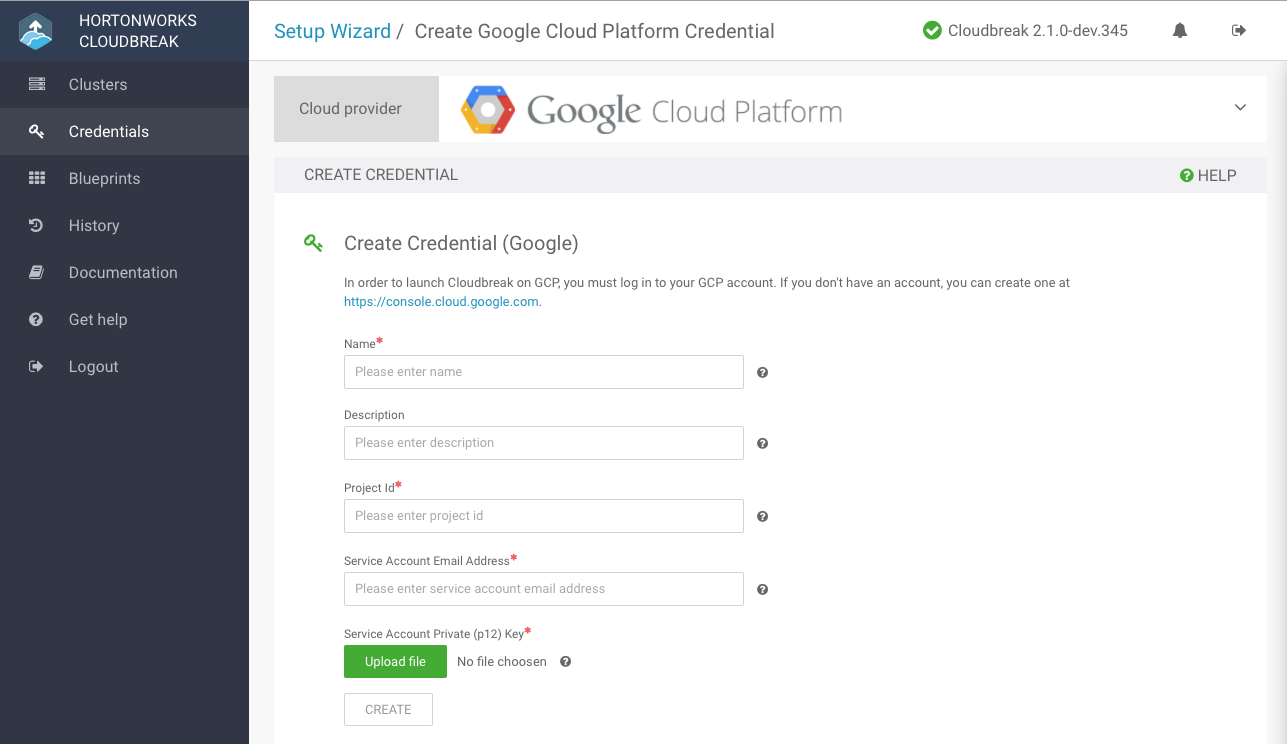 HORTONWORKS
CLOUDBREAK
Clusters
Credentials
Blueprints
History
Documentation
Get help
Logout
Setup Wizard / Create Google Cloud Platform Credential
Cloudbreak 2.1.0-dev.345
Cloud provider
Google Cloud Platform
CREATE CREDENTIAL
HELP
Create Credential (Google)
In order to launch Cloudbreak on GCP, you must log in to your GCP account. If you don't have an account, you can create one at
https://console.cloud.google.com.
Name*
Please enter name
Description
Please enter description
Project Id*
Please enter project id
Service Account Email Address*
Please enter service account email address
Service Account Private (p12) Key*
Upload file No file choosen
CREATE